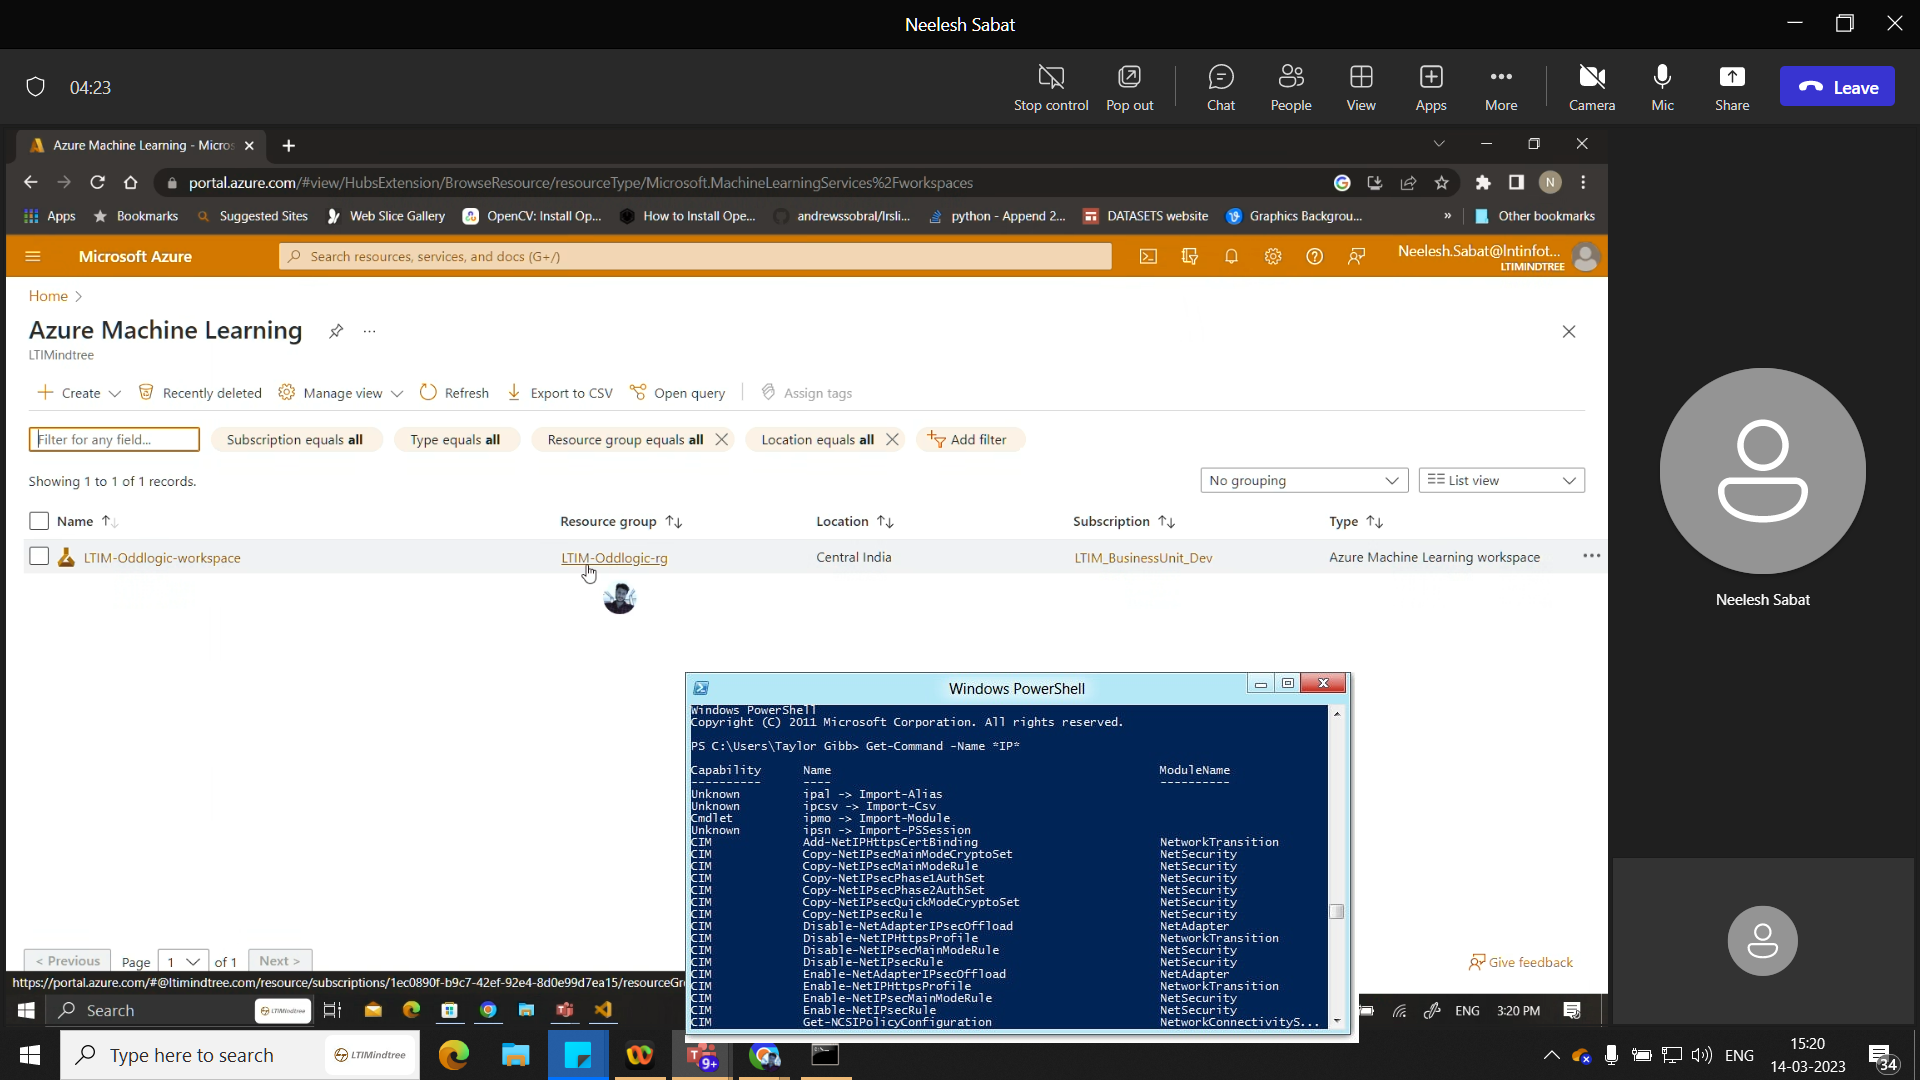 Neelesh Sabat
04:23
Stop control
Pop out
Chat
People
View
Apps
More
Camera
Mic
Share
Leave
Azure Machine Learning - Micros
portal.azure.com/#view/HubsExtension/BrowseResource/resourceType/Microsoft.MachineLearningServices%2Fworkspaces
N
Apps
Bookmarks
Suggested Sites
Web Slice Gallery
OpenCV: Install Op...
How to Install Ope...
andrewssobral/lrsli...
python - Append 2...
DATASETS website
Graphics Backgrou...
»
Other bookmarks
Microsoft Azure
Search resources, services, and docs (G+/)
Neelesh.Sabat@lntinfot...
LTIMINDTREE
Home >
Azure Machine Learning
LTIMindtree
Create
Recently deleted
Manage view
Refresh
Export to CSV
Open query
Assign tags
Filter for any field...
Subscription equals all
Type equals all
Resource group equals all
Location equals all
Add filter
Showing 1 to 1 of 1 records.
No grouping
List view
Name
Resource group
Location
Subscription
Type
LTIM-Oddlogic-workspace
LTIM-Oddlogic-rg
Central India
LTIM_BusinessUnit_Dev
Azure Machine Learning workspace
Neelesh Sabat
Windows PowerShell
Windows PowerShell
Copyright (C) 2011 Microsoft Corporation. All rights reserved.
PS C:\Users\Taylor Gibb> Get-Command -Name *IP*
Capability Name ModuleName
---------- ---- ----------
Unknown ipal -> Import-Alias
Unknown ipcsv -> Import-Csv
Cmdlet ipmo -> Import-Module
Unknown ipsn -> Import-PSSession
CIM Add-NetIPHttpsCertBinding NetworkTransition
CIM Copy-NetIPsecMainModeCryptoSet NetSecurity
CIM Copy-NetIPsecMainModeRule NetSecurity
CIM Copy-NetIPsecPhase1AuthSet NetSecurity
CIM Copy-NetIPsecPhase2AuthSet NetSecurity
CIM Copy-NetIPsecQuickModeCryptoSet NetSecurity
CIM Copy-NetIPsecRule NetSecurity
CIM Disable-NetAdapterIPsecOffload NetAdapter
CIM Disable-NetIPHttpsProfile NetworkTransition
CIM Disable-NetIPsecMainModeRule NetSecurity
CIM Disable-NetIPsecRule NetSecurity
CIM Enable-NetAdapterIPsecOffload NetAdapter
CIM Enable-NetIPHttpsProfile NetworkTransition
CIM Enable-NetIPsecMainModeRule NetSecurity
CIM Enable-NetIPsecRule NetSecurity
CIM Get-NCSIPolicyConfiguration NetworkConnectivityS...
< Previous
Page
1
of 1
Next >
Give feedback
https://portal.azure.com/#@ltimindtree.com/resource/subscriptions/1ec0890f-b9c7-42ef-92e4-8d0e99d7ea15/resourceGr
Search
LTIMindtree
ENG
3:20 PM
Type here to search
LTIMindtree
9+
ENG
15:20
14-03-2023
34